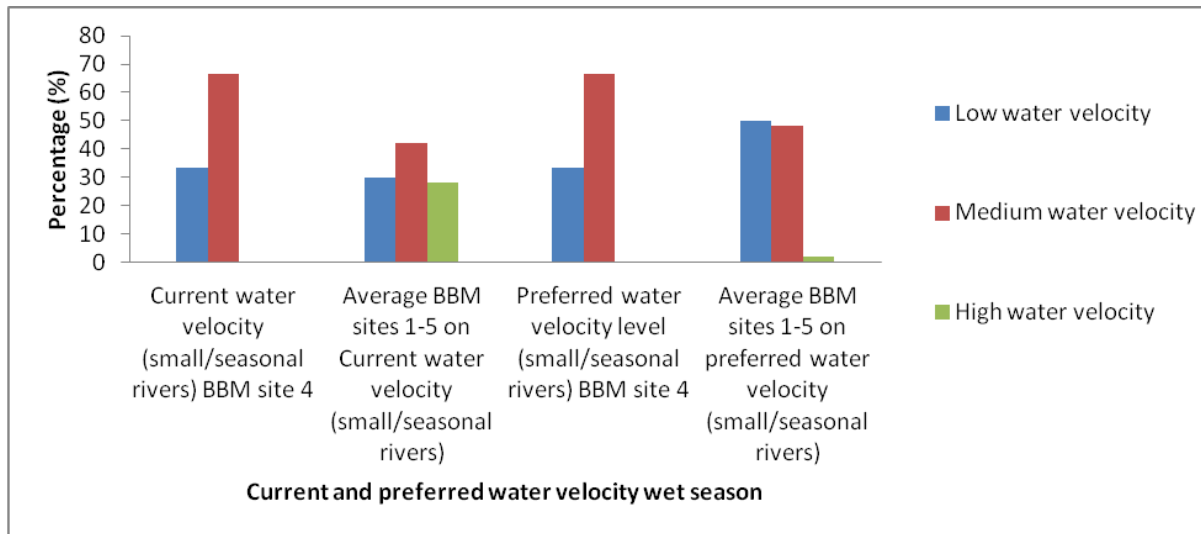 Percentage (%)
80
70
60
50
40
30
20
10
0
Current water
velocity
(small/seasonal
rivers) BBM site 4
Average BBM
sites 1-5 on
Current water
velocity
(small/seasonal
rivers)
Preferred water
velocity level
(small/seasonal
rivers) BBM site 4
Average BBM
sites 1-5 on
preferred water
velocity
(small/seasonal
rivers)
Current and preferred water velocity wet season
Low water velocity
Medium water velocity
High water velocity